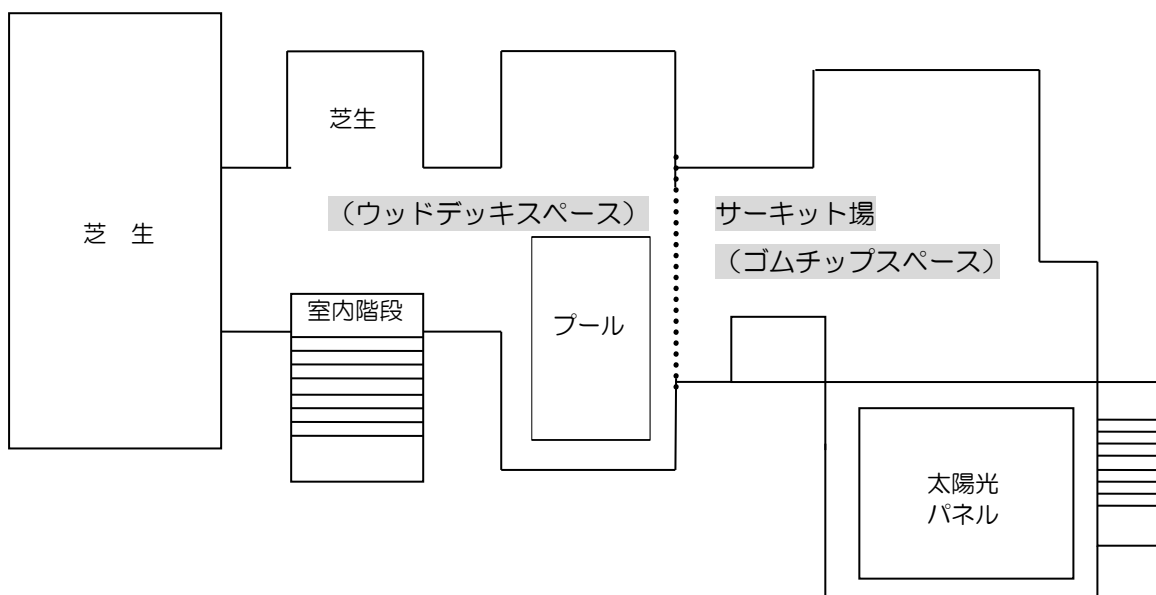 芝生
芝　生
（ウッドデッキスペース）
サーキット場
（ゴムチップスペース）
室内階段
プール
太陽光
パネル